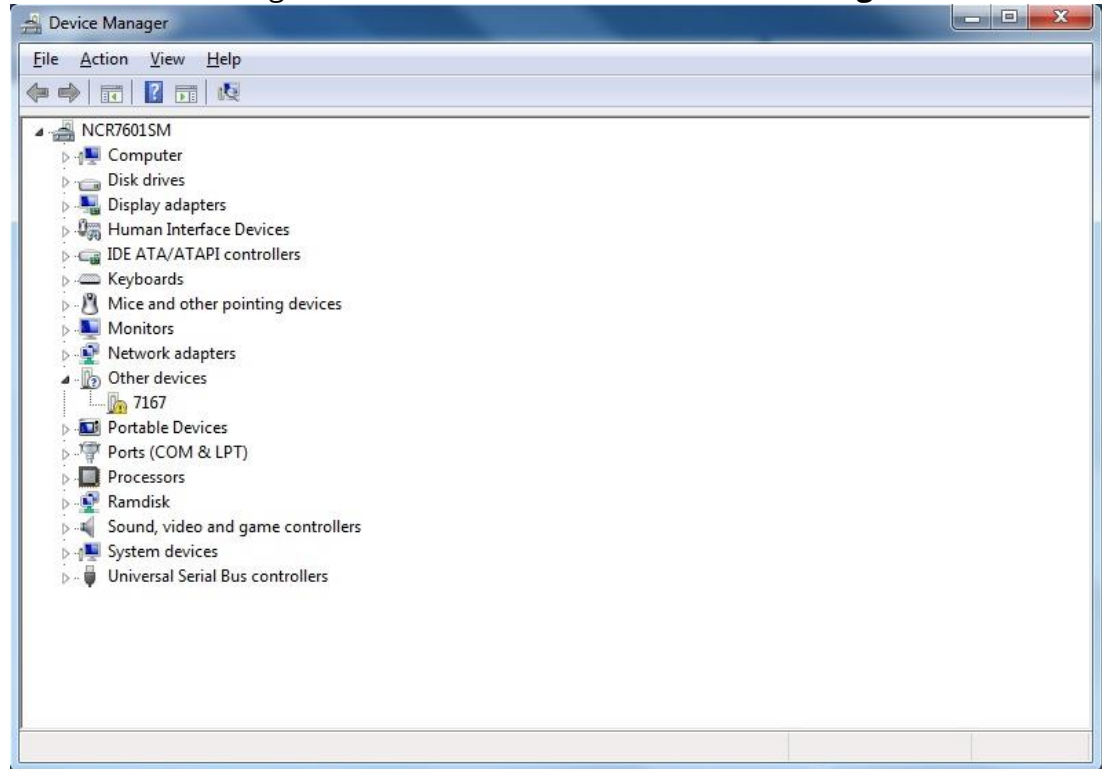 Device Manager
File Action View Help
NCR7601SM
Computer
Disk drives
Display adapters
Human Interface Devices
IDE ATA/ATAPI controllers
Keyboards
Mice and other pointing devices
Monitors
Network adapters
Other devices
7167
Portable Devices
Ports (COM & LPT)
Processors
Ramdisk
Sound, video and game controllers
System devices
Universal Serial Bus controllers